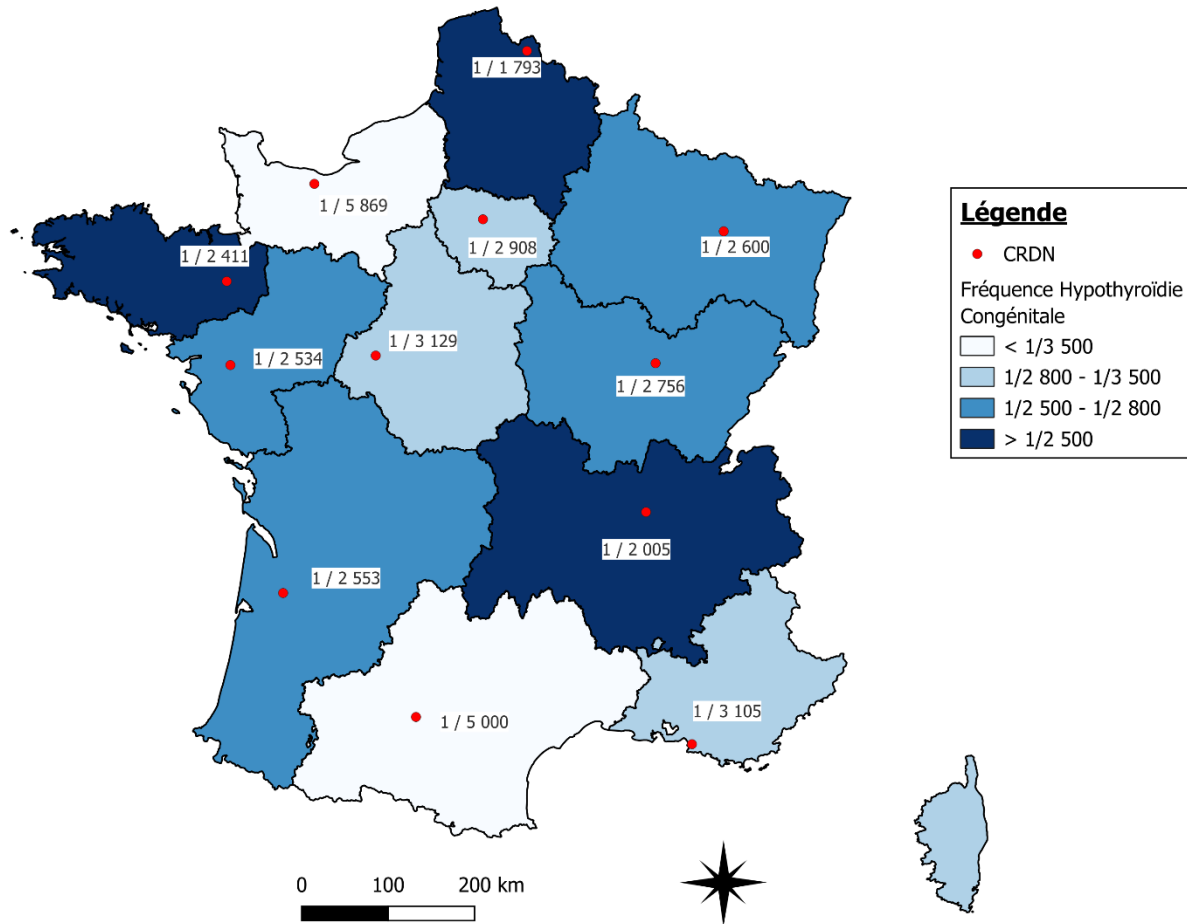 1 / 1 793
1 / 5 869
1 / 2 908
1 / 2 600
1 / 2 411
1 / 2 534
1 / 3 129
1 / 2 756
1 / 2 005
1 / 2 553
1 / 3 105
1 / 5 000
Légende
CRDN
Fréquence Hypothyroïdie
Congénitale
< 1/3 500
1/2 800 - 1/3 500
1/2 500 - 1/2 800
> 1/2 500
0 100 200 km